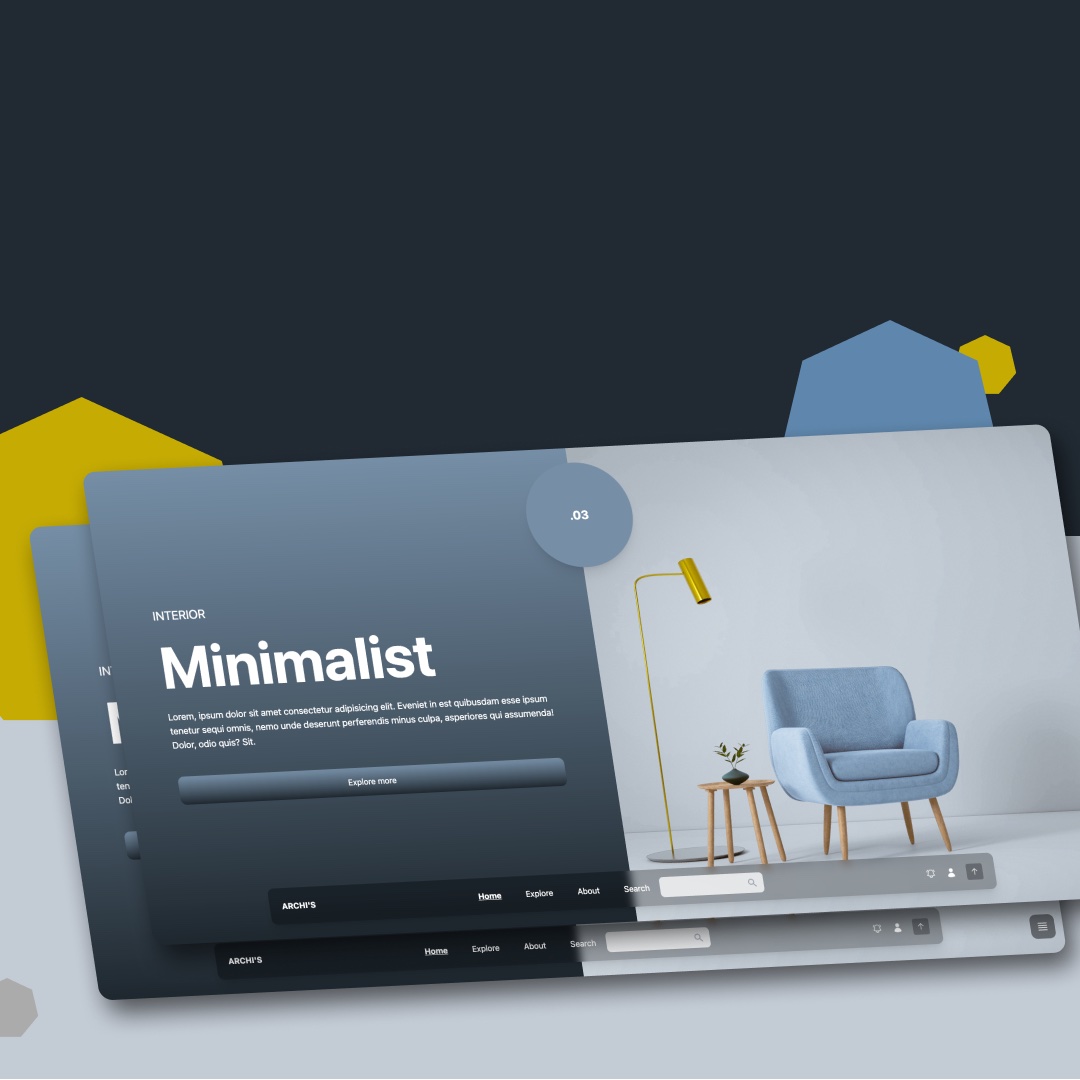 .03
INTERIOR
Minimalist
Lorem, ipsum dolor sit amet consectetur adipisicing elit. Eveniet in est quibusdam esse ipsum
tenetur sequi omnis, nemo unde deserunt perferendis minus culpa, asperiores qui assumenda!
Dolor, odio quis? Sit.
Explore more
ARCHI'S Home Explore About Search
IN
Lor
ten
Dol
ARCHI'S Home Explore About Search